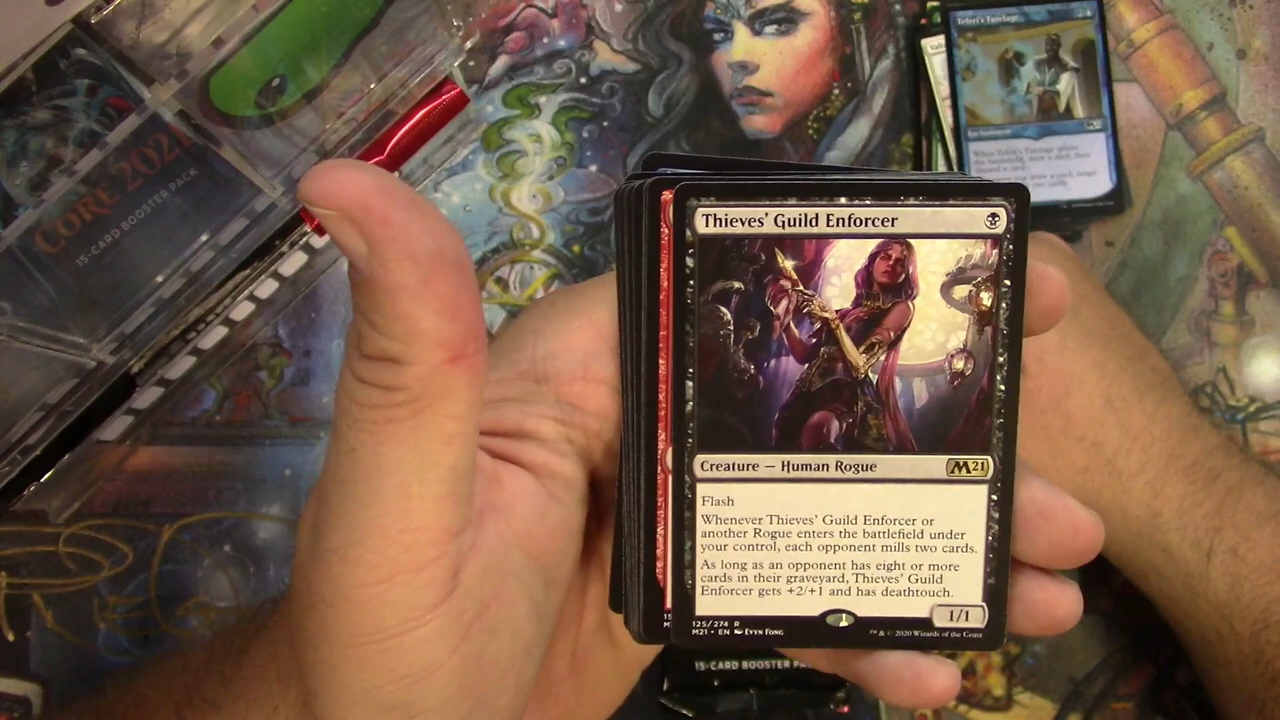 CORE 2021
15-CARD BOOSTER PACK
Teferi's Tutelage
Thieves' Guild Enforcer
Creature — Human Rogue
M21
Flash
Whenever Thieves' Guild Enforcer or
another Rogue enters the battlefield under
your control, each opponent mills two cards.
As long as an opponent has eight or more
cards in their graveyard, Thieves' Guild
Enforcer gets +2/+1 and has deathtouch.
1/1
125/274 R
M21 • EN Evyn Fong
™ & © 2020 Wizards of the Coast
15-CARD BOOSTER PA